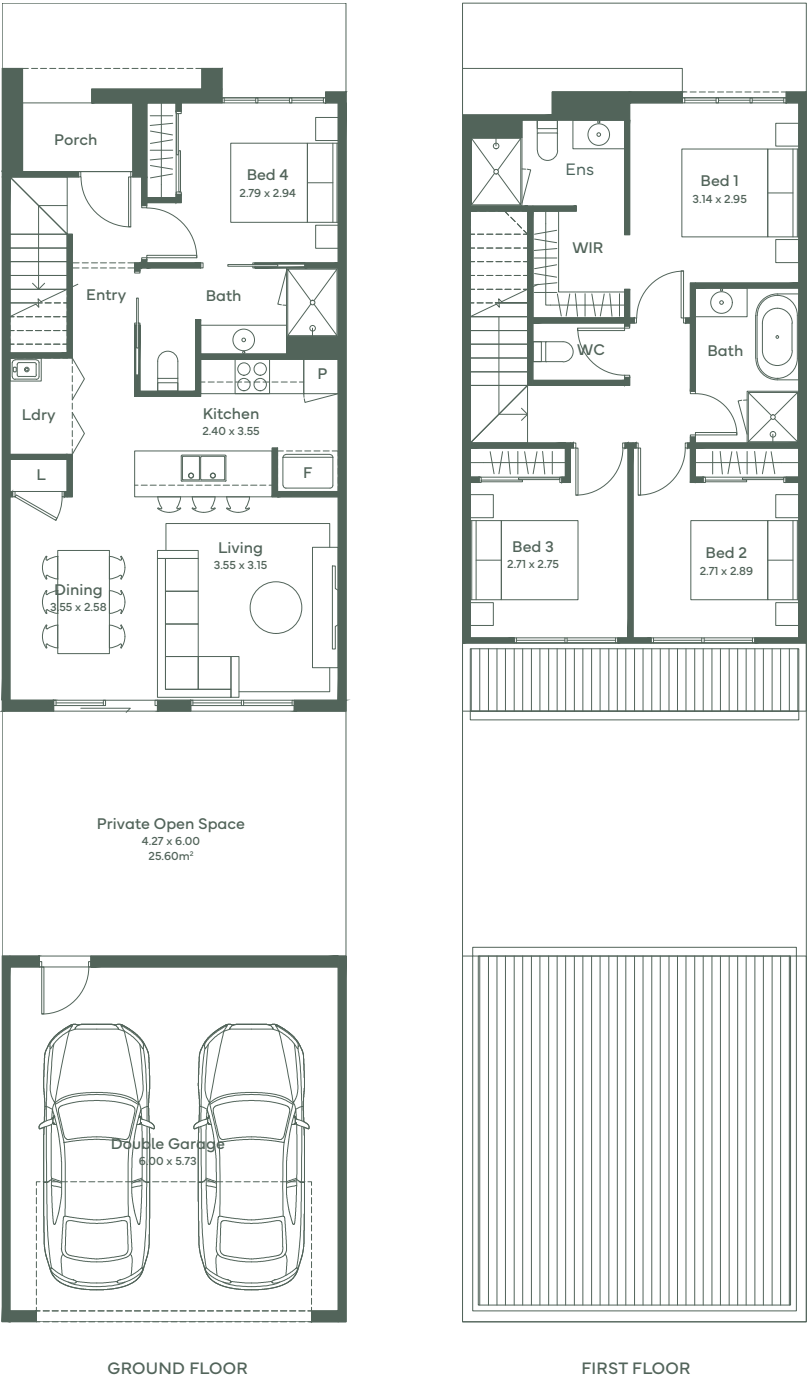 Porch
Bed 4
2.79 x 2.94
Entry
Bath
P
Ldry
Kitchen
2.40 x 3.55
L
F
Living
3.55 x 3.15
Dining
3.55 x 2.58
Private Open Space
4.27 x 6.00
25.60m²
Double Garage
6.00 x 5.73
GROUND FLOOR
Ens
Bed 1
3.14 x 2.95
WIR
WC
Bath
Bed 3
2.71 x 2.75
Bed 2
2.71 x 2.89
FIRST FLOOR